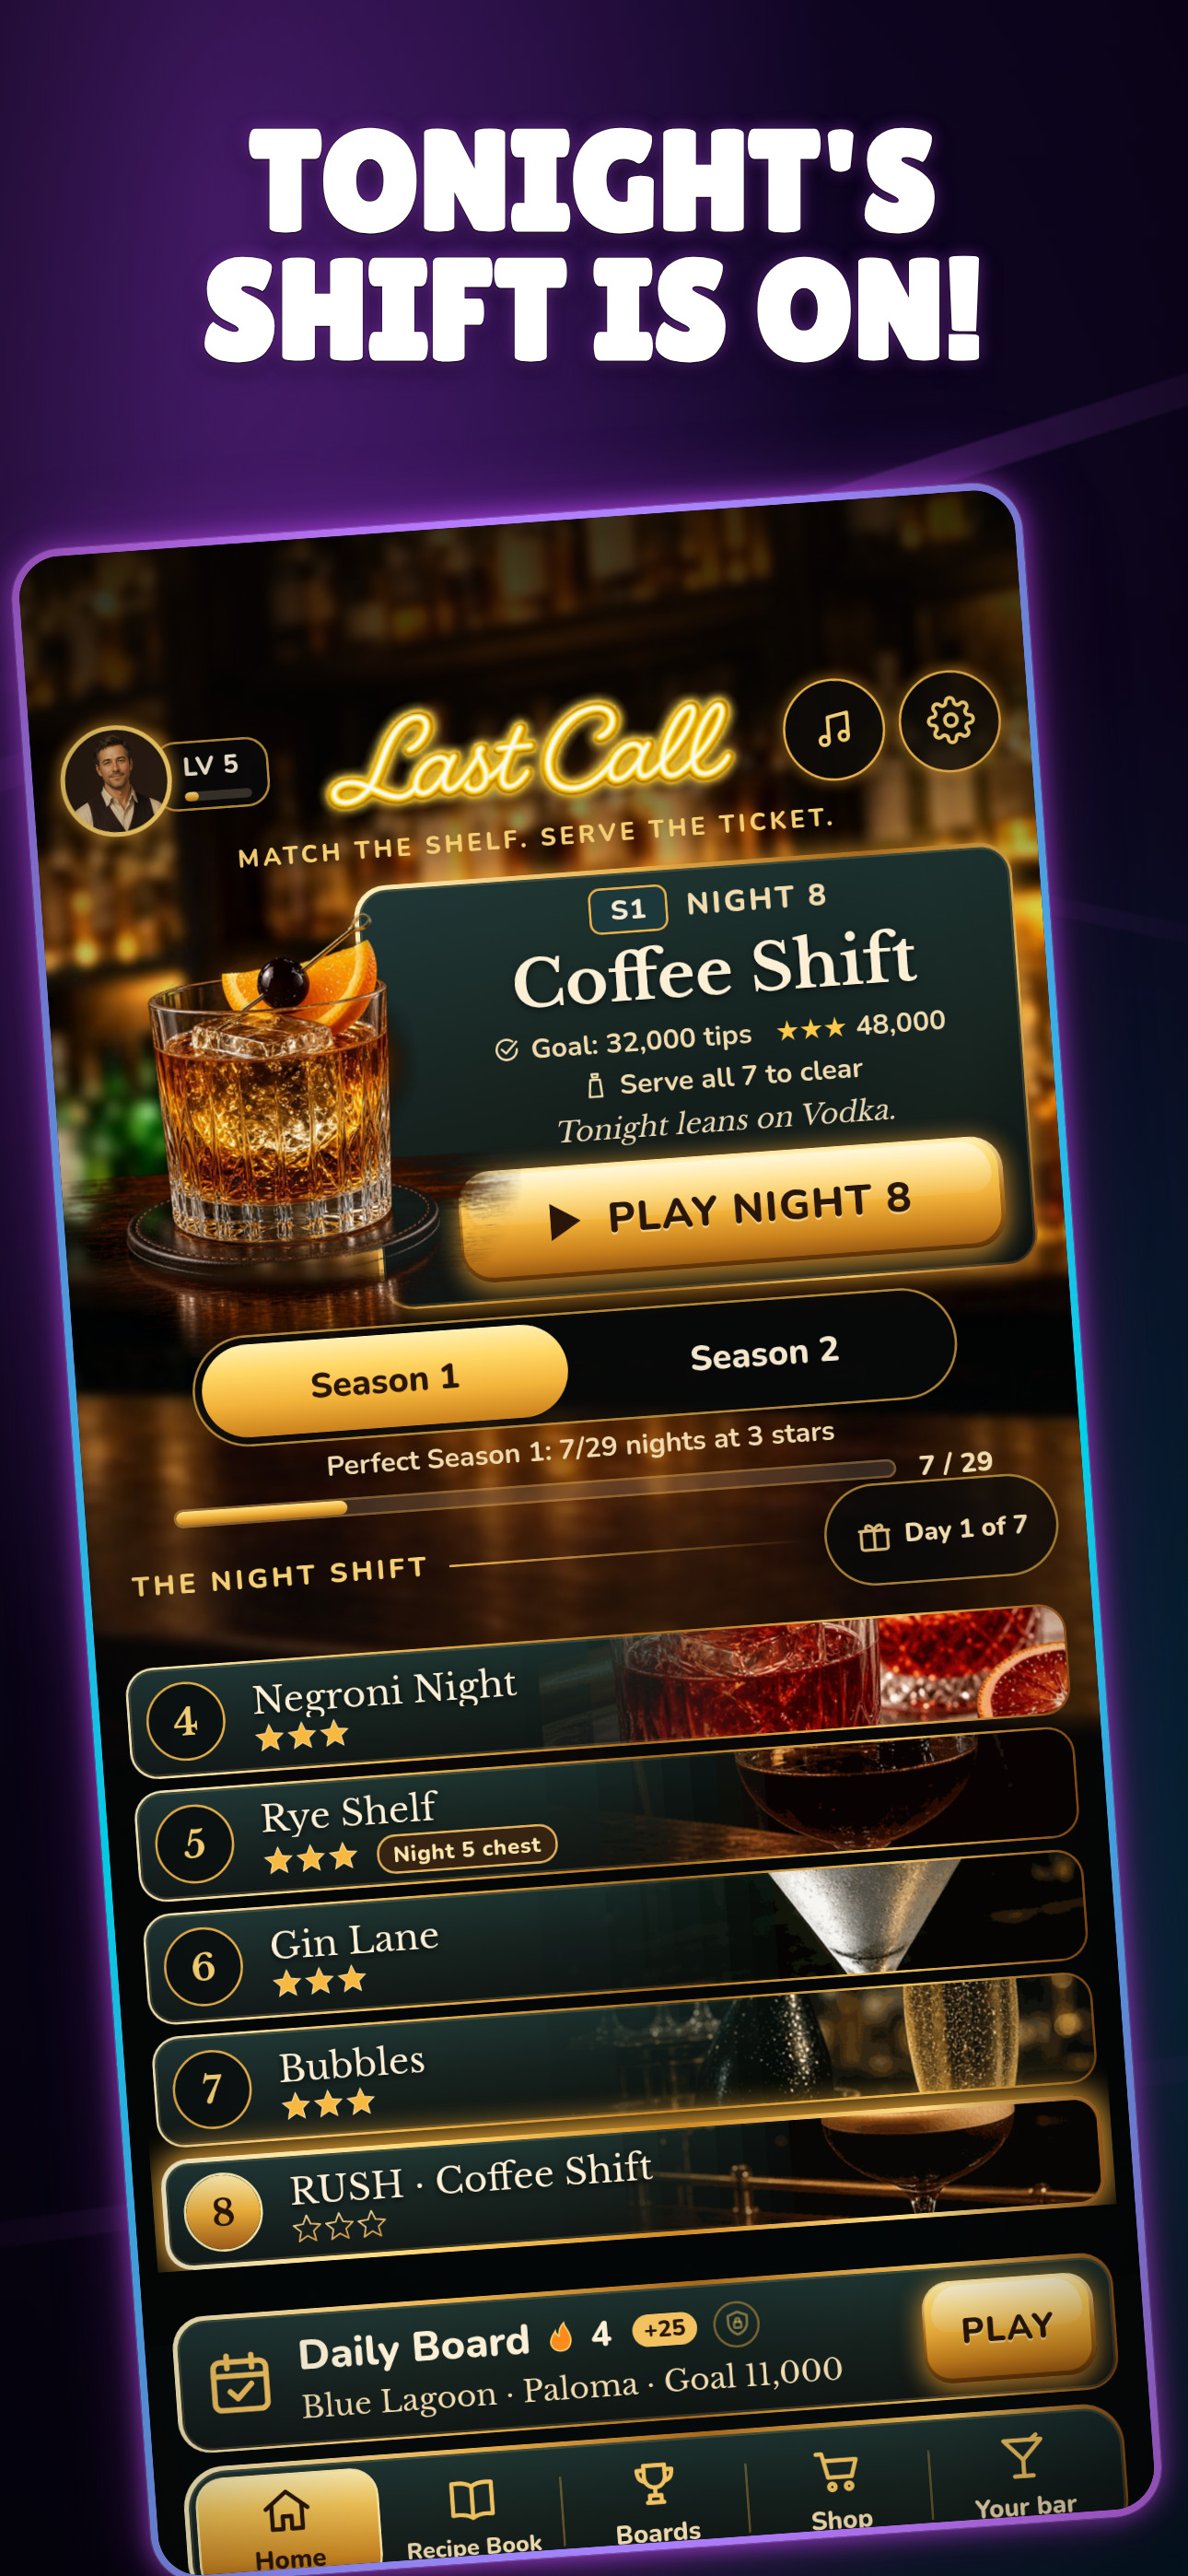 TONIGHT'S
SHIFT IS ON!
LV 5
Last Call
MATCH THE SHELF. SERVE THE TICKET.
S1 NIGHT 8
Coffee Shift
Goal: 32,000 tips ★★★ 48,000
Serve all 7 to clear
Tonight leans on Vodka.
PLAY NIGHT 8
Season 1 Season 2
Perfect Season 1: 7/29 nights at 3 stars
7 / 29
THE NIGHT SHIFT
Day 1 of 7
4 Negroni Night
5 Rye Shelf
Night 5 chest
6 Gin Lane
7 Bubbles
8 RUSH · Coffee Shift
Daily Board 4 +25
Blue Lagoon · Paloma · Goal 11,000
PLAY
Home Recipe Book Boards Shop Your bar